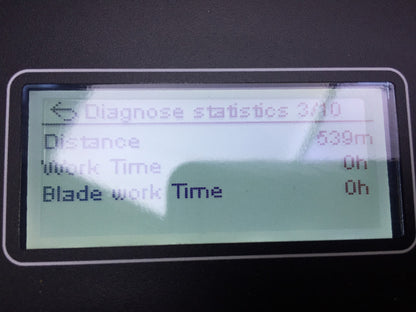 Diagnose statistics 3/10
Distance 539m
Work Time 0h
Blade work Time 0h